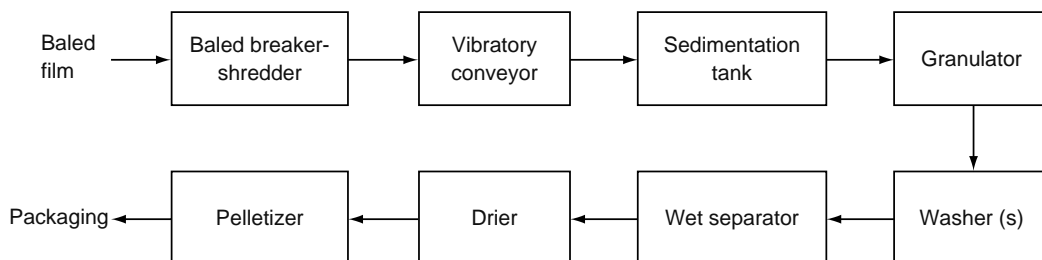 Baled
film
Baled breaker-
shredder
Vibratory
conveyor
Sedimentation
tank
Granulator
Packaging
Pelletizer
Drier
Wet separator
Washer (s)